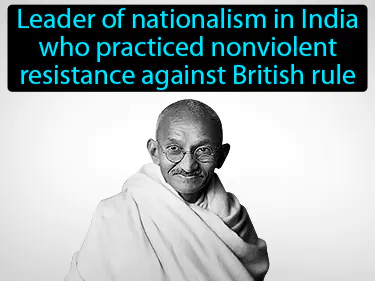 Leader of nationalism in India
who practiced nonviolent
resistance against British rule